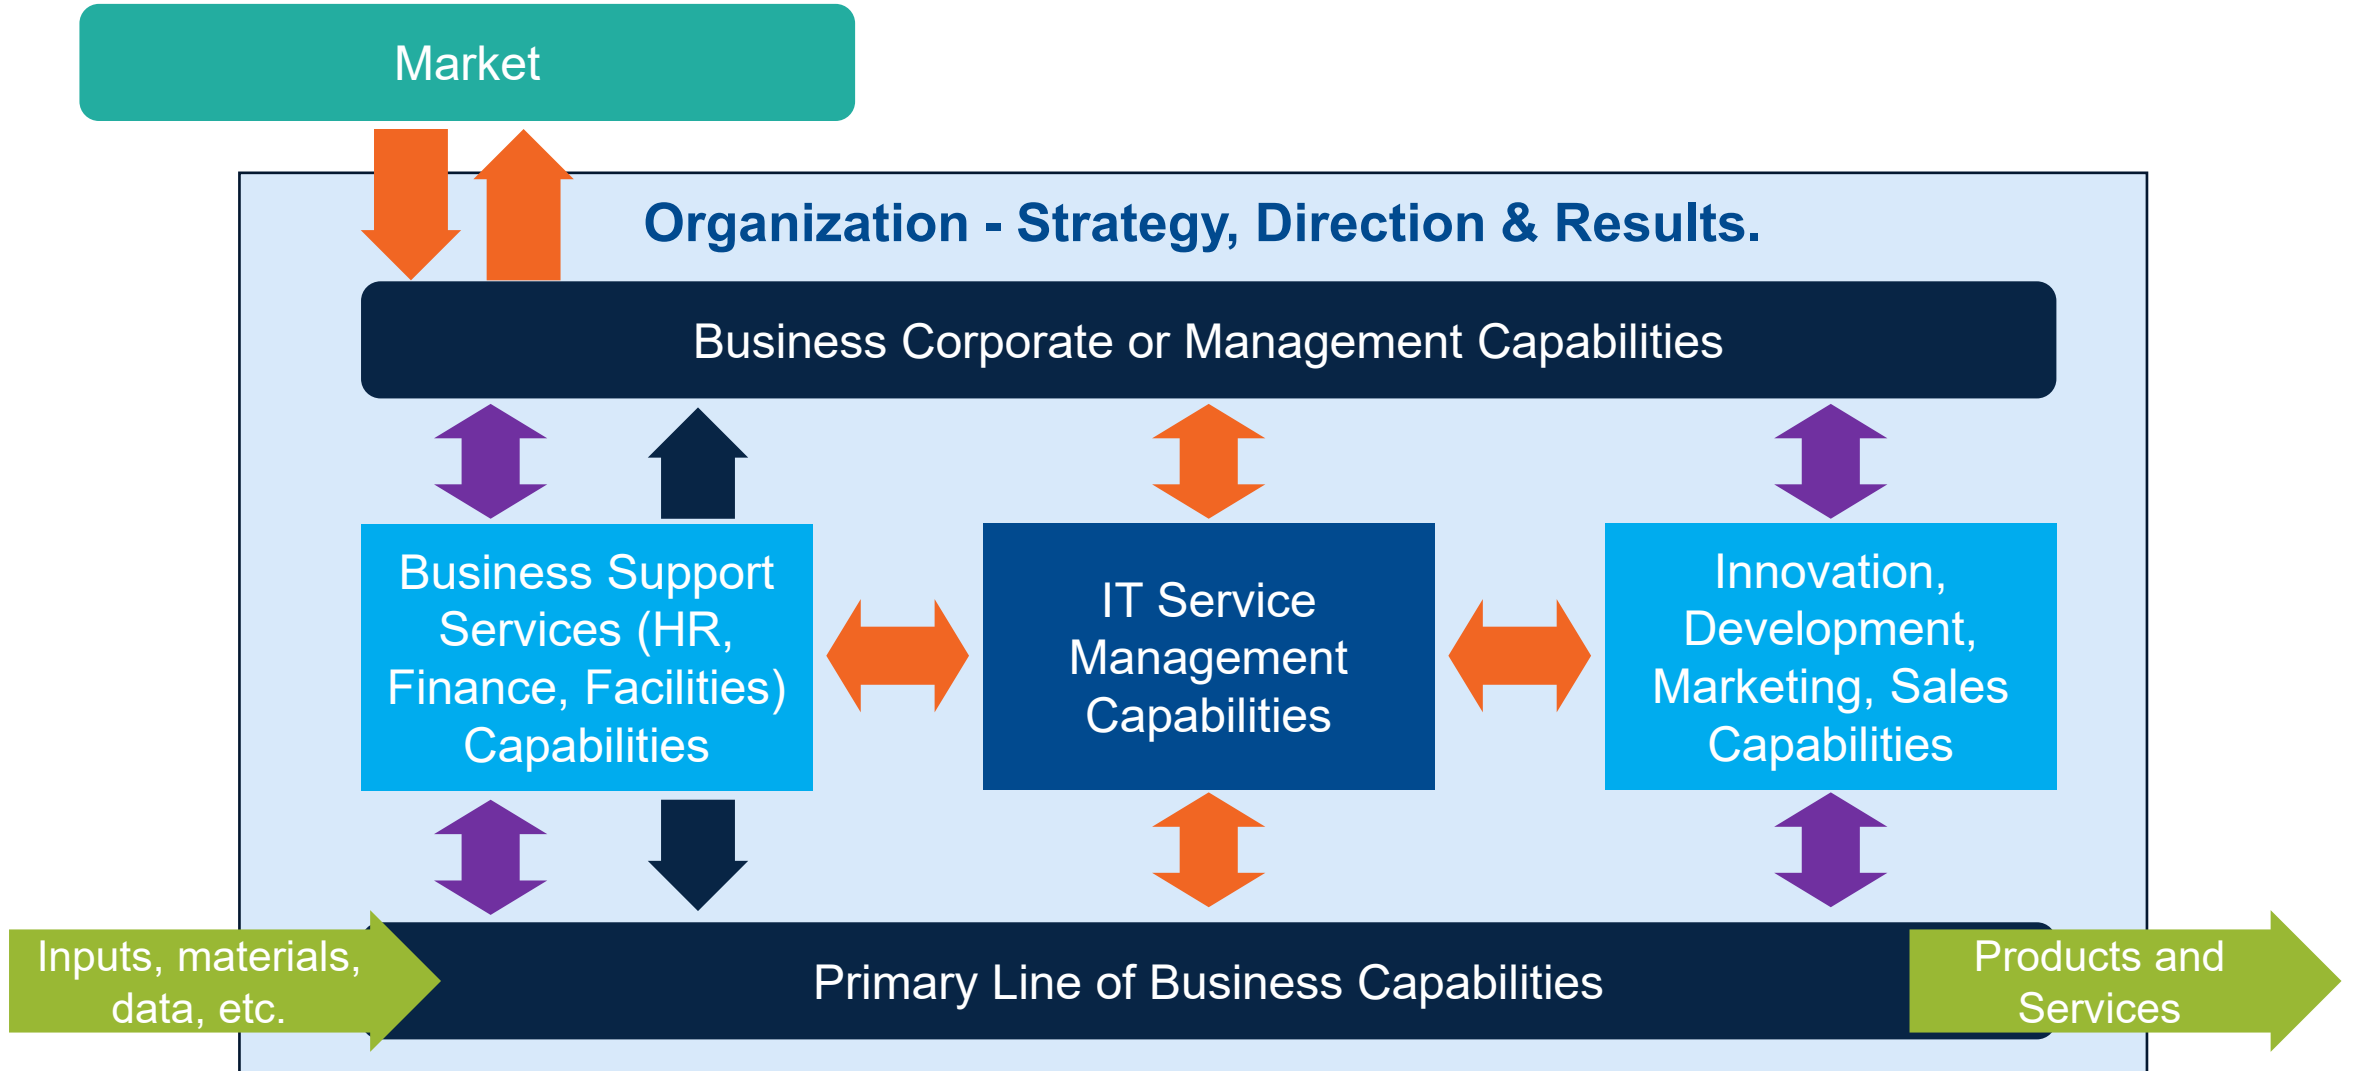 Market
Organization - Strategy, Direction & Results.
Business Corporate or Management Capabilities
Business Support
Services (HR,
Finance, Facilities)
Capabilities
IT Service
Management
Capabilities
Innovation,
Development,
Marketing, Sales
Capabilities
Inputs, materials,
data, etc.
Primary Line of Business Capabilities
Products and
Services